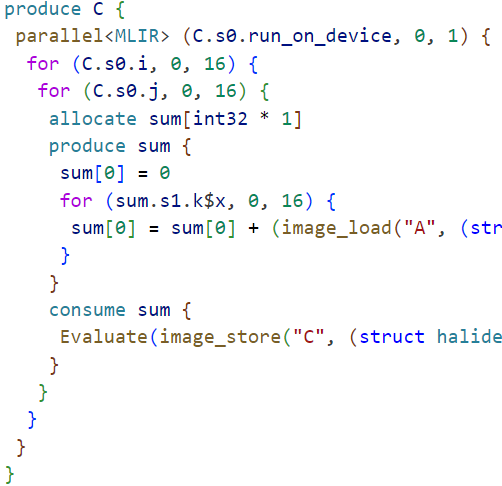 produce C {
 parallel<MLIR> (C.s0.run_on_device, 0, 1) {
  for (C.s0.i, 0, 16) {
   for (C.s0.j, 0, 16) {
    allocate sum[int32 * 1]
    produce sum {
     sum[0] = 0
     for (sum.s1.k$x, 0, 16) {
      sum[0] = sum[0] + (image_load("A", (str
     }
    }
    consume sum {
     Evaluate(image_store("C", (struct halide
    }
   }
  }
 }
}